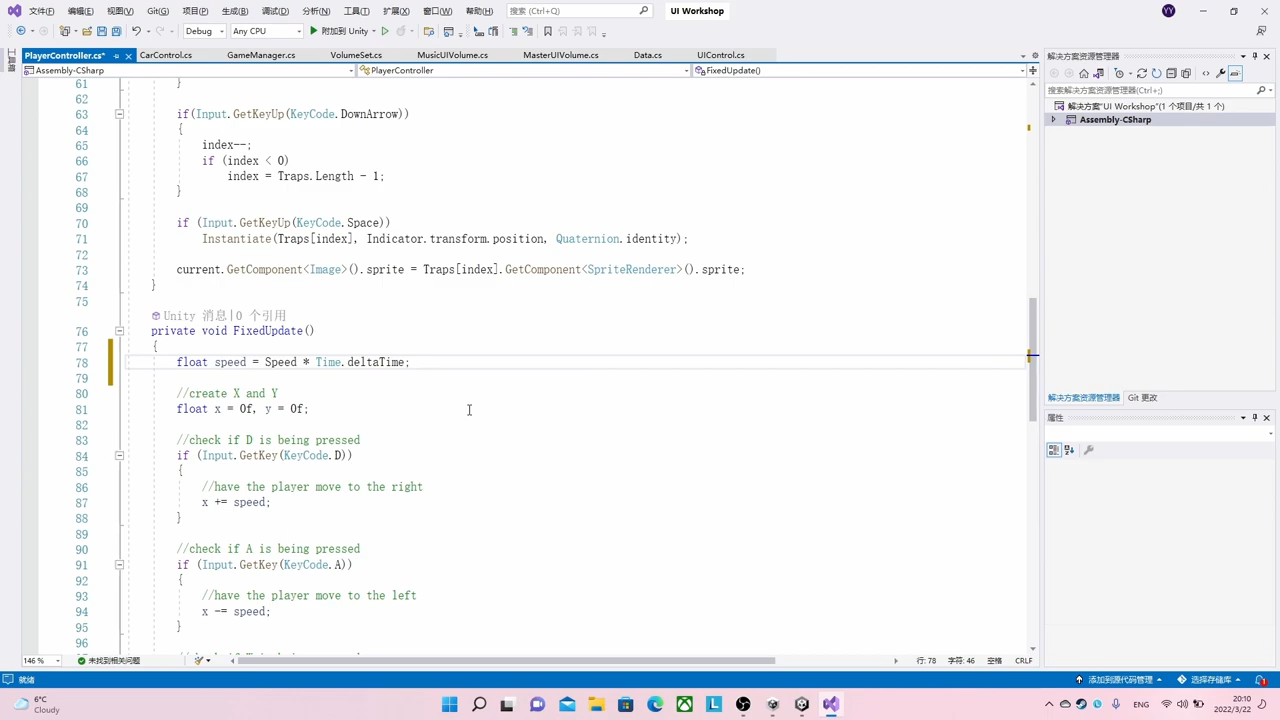 文件(F) 编辑(E) 视图(V) Git(G) 项目(P) 生成(B) 调试(D) 分析(N) 工具(T) 扩展(X) 窗口(W) 帮助(H) 搜索 (Ctrl+Q) UI Workshop YY
Debug Any CPU 附加到 Unity
PlayerController.cs* CarControl.cs GameManager.cs VolumeSet.cs MusicUIVolume.cs MasterUIVolume.cs Data.cs UIControl.cs 解决方案资源管理器
Assembly-CSharp PlayerController FixedUpdate()
搜索解决方案资源管理器(Ctrl+;)
解决方案"UI Workshop"(1 个项目/共 1 个)
Assembly-CSharp
61 }
62
63 if(Input.GetKeyUp(KeyCode.DownArrow))
64 {
65 index--;
66 if (index < 0)
67 index = Traps.Length - 1;
68 }
69
70 if (Input.GetKeyUp(KeyCode.Space))
71 Instantiate(Traps[index], Indicator.transform.position, Quaternion.identity);
72
73 current.GetComponent<Image>().sprite = Traps[index].GetComponent<SpriteRenderer>().sprite;
74 }
75
Unity 消息|0 个引用
76 private void FixedUpdate()
77 {
78 float speed = Speed * Time.deltaTime;
79
80 //create X and Y
81 float x = 0f, y = 0f;
82
83 //check if D is being pressed
84 if (Input.GetKey(KeyCode.D))
85 {
86 //have the player move to the right
87 x += speed;
88 }
89
90 //check if A is being pressed
91 if (Input.GetKey(KeyCode.A))
92 {
93 //have the player move to the left
94 x -= speed;
95 }
96
解决方案资源管理器 Git 更改
属性
146 % 未找到相关问题 行: 78 字符: 46 空格 CRLF
就绪 添加到源代码管理 选择存储库
6°C
Cloudy
ENG
20:10
2022/3/22